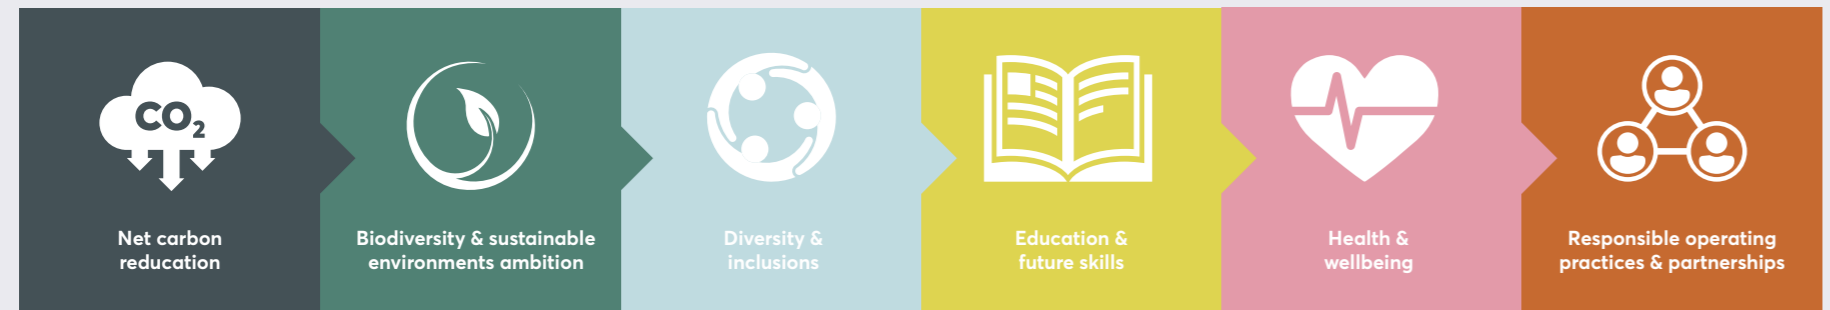 CO2
Net carbon
reducation
Biodiversity & sustainable
environments ambition
Diversity &
inclusions
Education &
future skills
Health &
wellbeing
Responsible operating
practices & partnerships